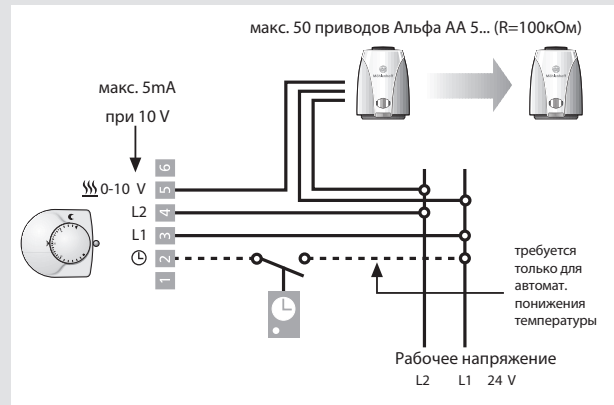 макс. 50 приводов Альфа АА 5... (R=100кОм)
макс. 5mA
при 10 V
6
0-10 V 5
L2 4
L1 3
2
1
требуется
только для
автомат.
понижения
температуры
Рабочее напряжение
L2 L1 24 V